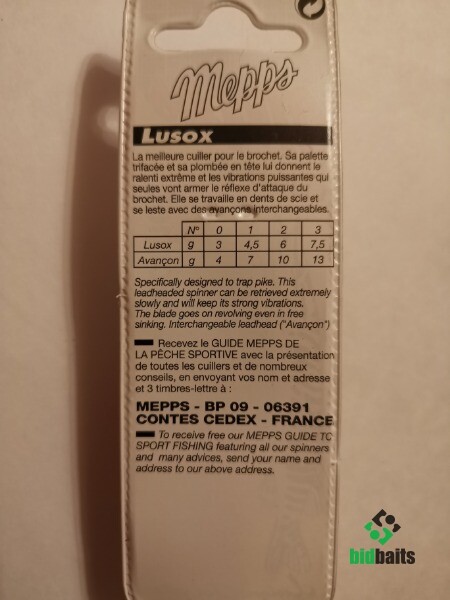 Mepps
LUSOX
La meilleure cuiller pour le brochet. Sa palette
trifacée et sa plombée en tête lui donnent le
ralenti extrême et les vibrations puissantes qui
seules vont armer le réflexe d'attaque du
brochet. Elle se travaille en dents de scie et
se leste avec des avançons interchangeables.
N° 0 1 2 3
Lusox g 3 4,5 6 7,5
Avançon g 4 7 10 13
Specifically designed to trap pike. This
leadheaded spinner can be retrieved extremely
slowly and will keep its strong vibrations.
The blade goes on revolving even in free
sinking. Interchangeable leadhead ("Avançon")
Recevez le GUIDE MEPPS DE
LA PÊCHE SPORTIVE avec la présentation
de toutes les cuillers et de nombreux
conseils, en envoyant vos nom et adresse
et 3 timbres-lettre à :
MEPPS - BP 09 - 06391
CONTES CEDEX - FRANCE
To receive free our MEPPS GUIDE TO
SPORT FISHING featuring all our spinners
and many advices, send your name and
address to our above address.
bidbaits